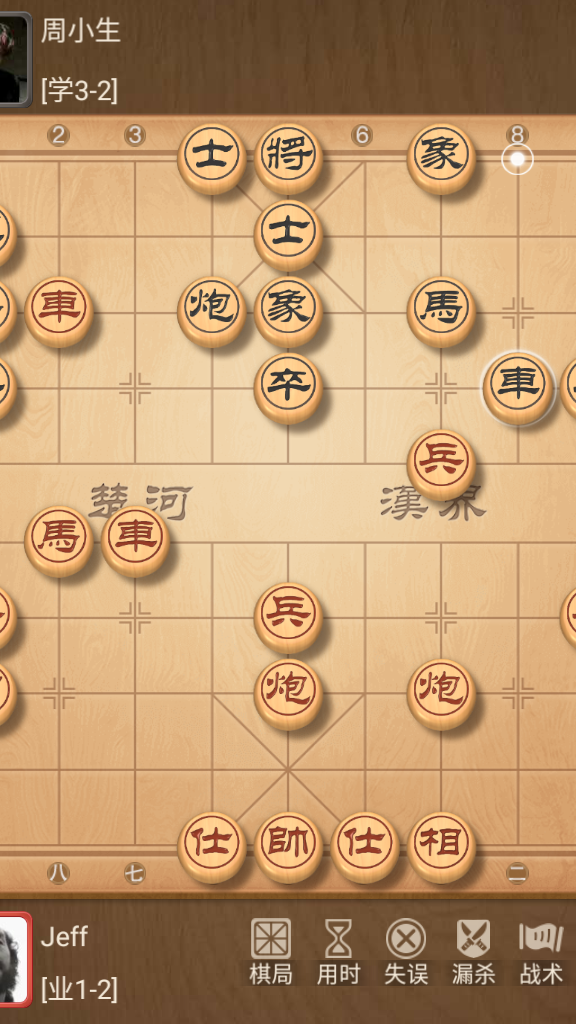 周小生
[学3-2]
2 3 6 8
士 將 象
士
車 炮 象 馬
卒 車
兵
楚河 漢界
馬 車
兵
炮 炮
仕 帥 仕 相
八 七 二
Jeff
棋局 用时 失误 漏杀 战术
[业1-2]